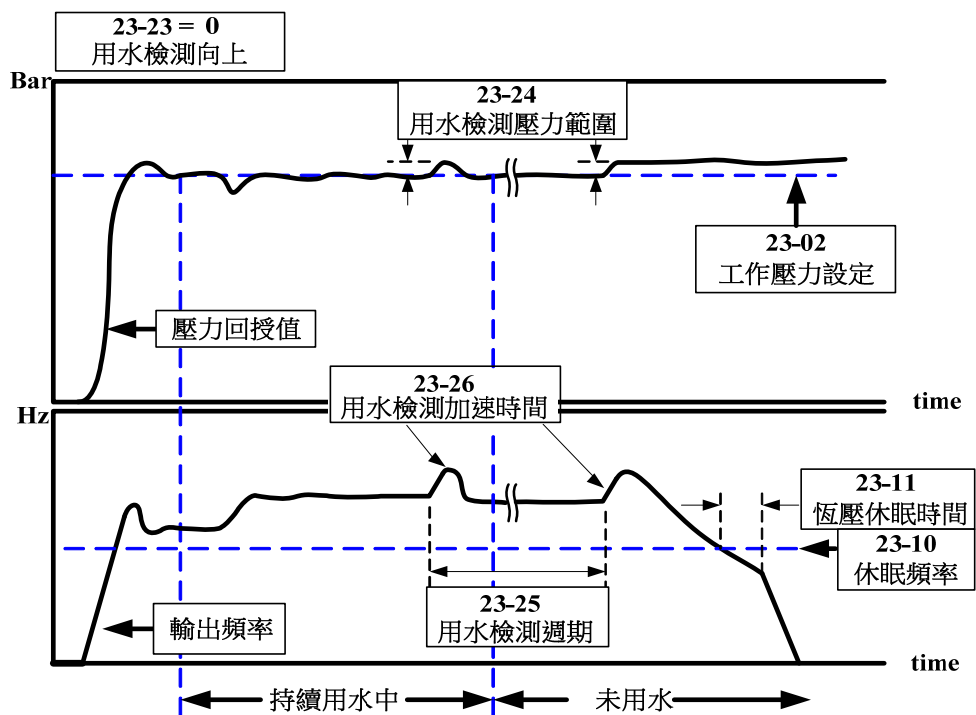 23-23 = 0
用水檢測向上
Bar
23-24
用水檢測壓力範圍
23-02
工作壓力設定
壓力回授值
time
Hz
23-26
用水檢測加速時間
23-11
恆壓休眠時間
23-10
休眠頻率
23-25
用水檢測週期
輸出頻率
time
持續用水中
未用水